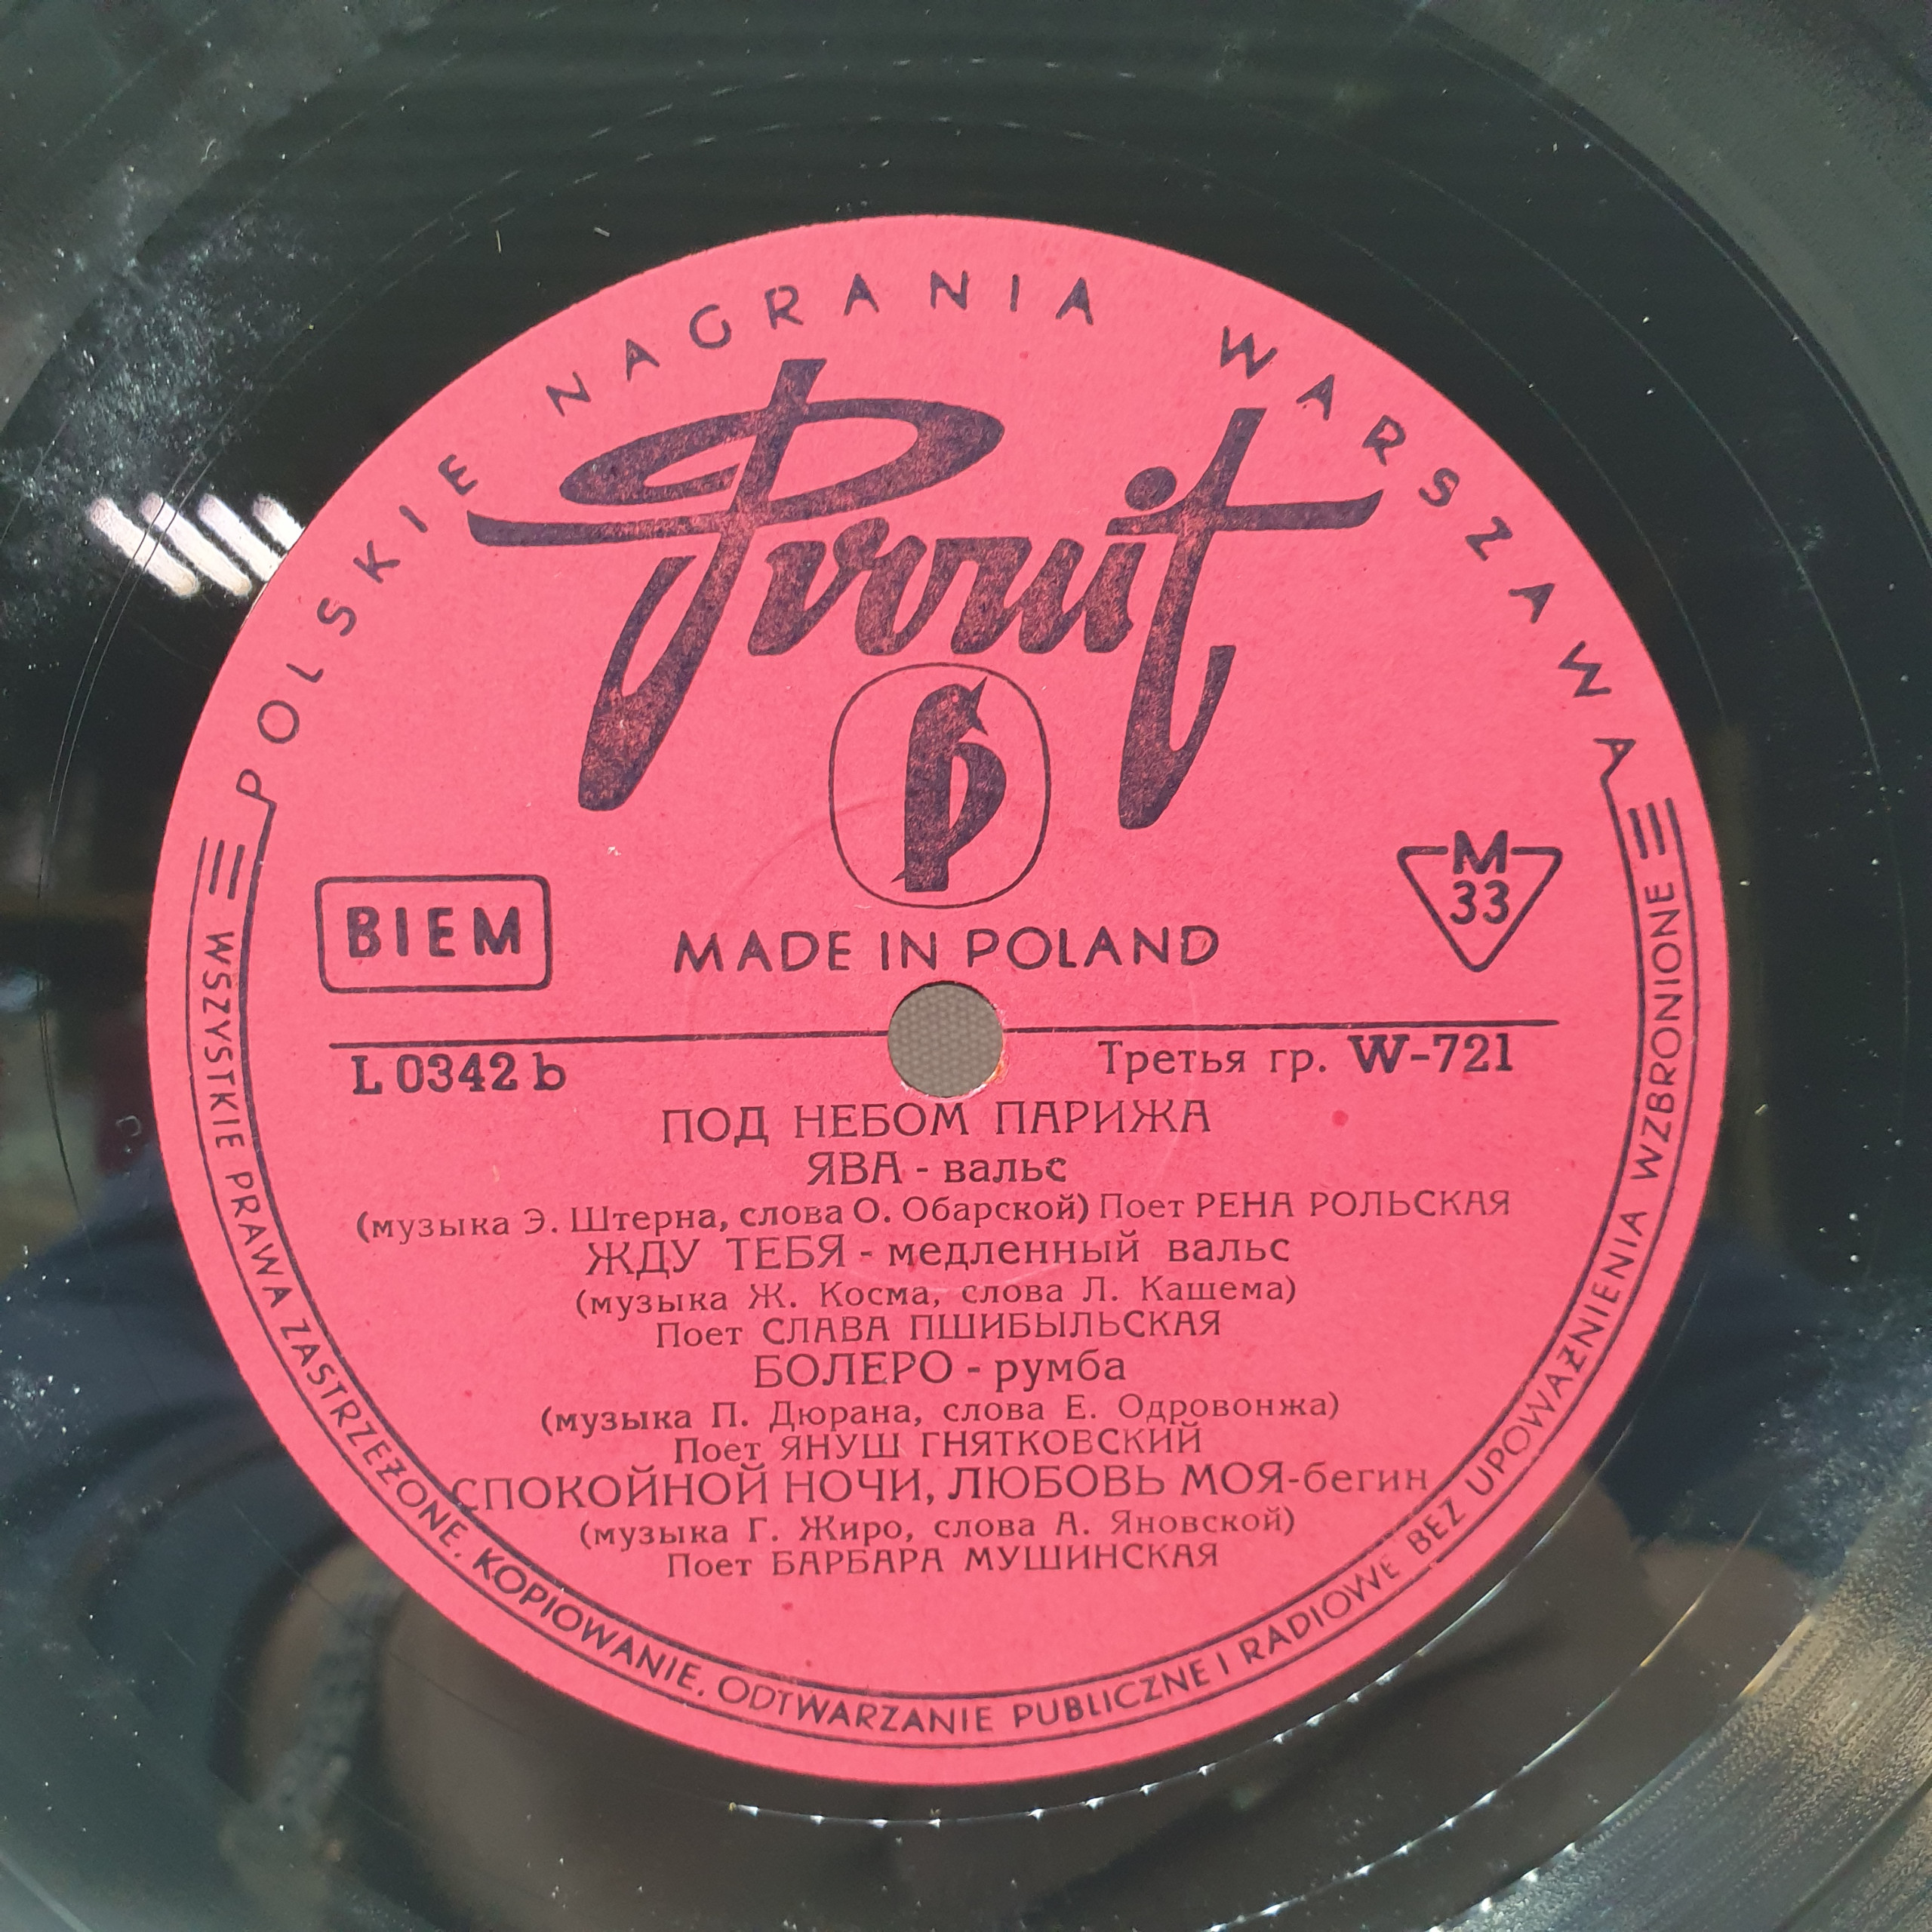 POLSKIE NAGRANIA WARSZAWA
Pronit
P
BIEM
MADE IN POLAND
M
33
L 0342 b
Третья гр. W-721
ПОД НЕБОМ ПАРИЖА
ЯВА - вальс
(музыка Э. Штерна, слова О. Обарской) Поет РЕНА РОЛЬСКАЯ
ЖДУ ТЕБЯ - медленный вальс
(музыка Ж. Косма, слова Л. Кашема)
Поет СЛАВА ПШИБЫЛЬСКАЯ
БОЛЕРО - румба
(музыка П. Дюрана, слова Е. Одровонжа)
Поет ЯНУШ ГНЯТКОВСКИЙ
СПОКОЙНОЙ НОЧИ, ЛЮБОВЬ МОЯ-бегин
(музыка Г. Жиро, слова А. Яновской)
Поет БАРБАРА МУШИНСКАЯ
WSZYSTKIE PRAWA ZASTRZEŻONE. KOPIOWANIE. ODTWARZANIE PUBLICZNE I RADIOWE BEZ UPOWAŻNIENIA WZBRONIONE